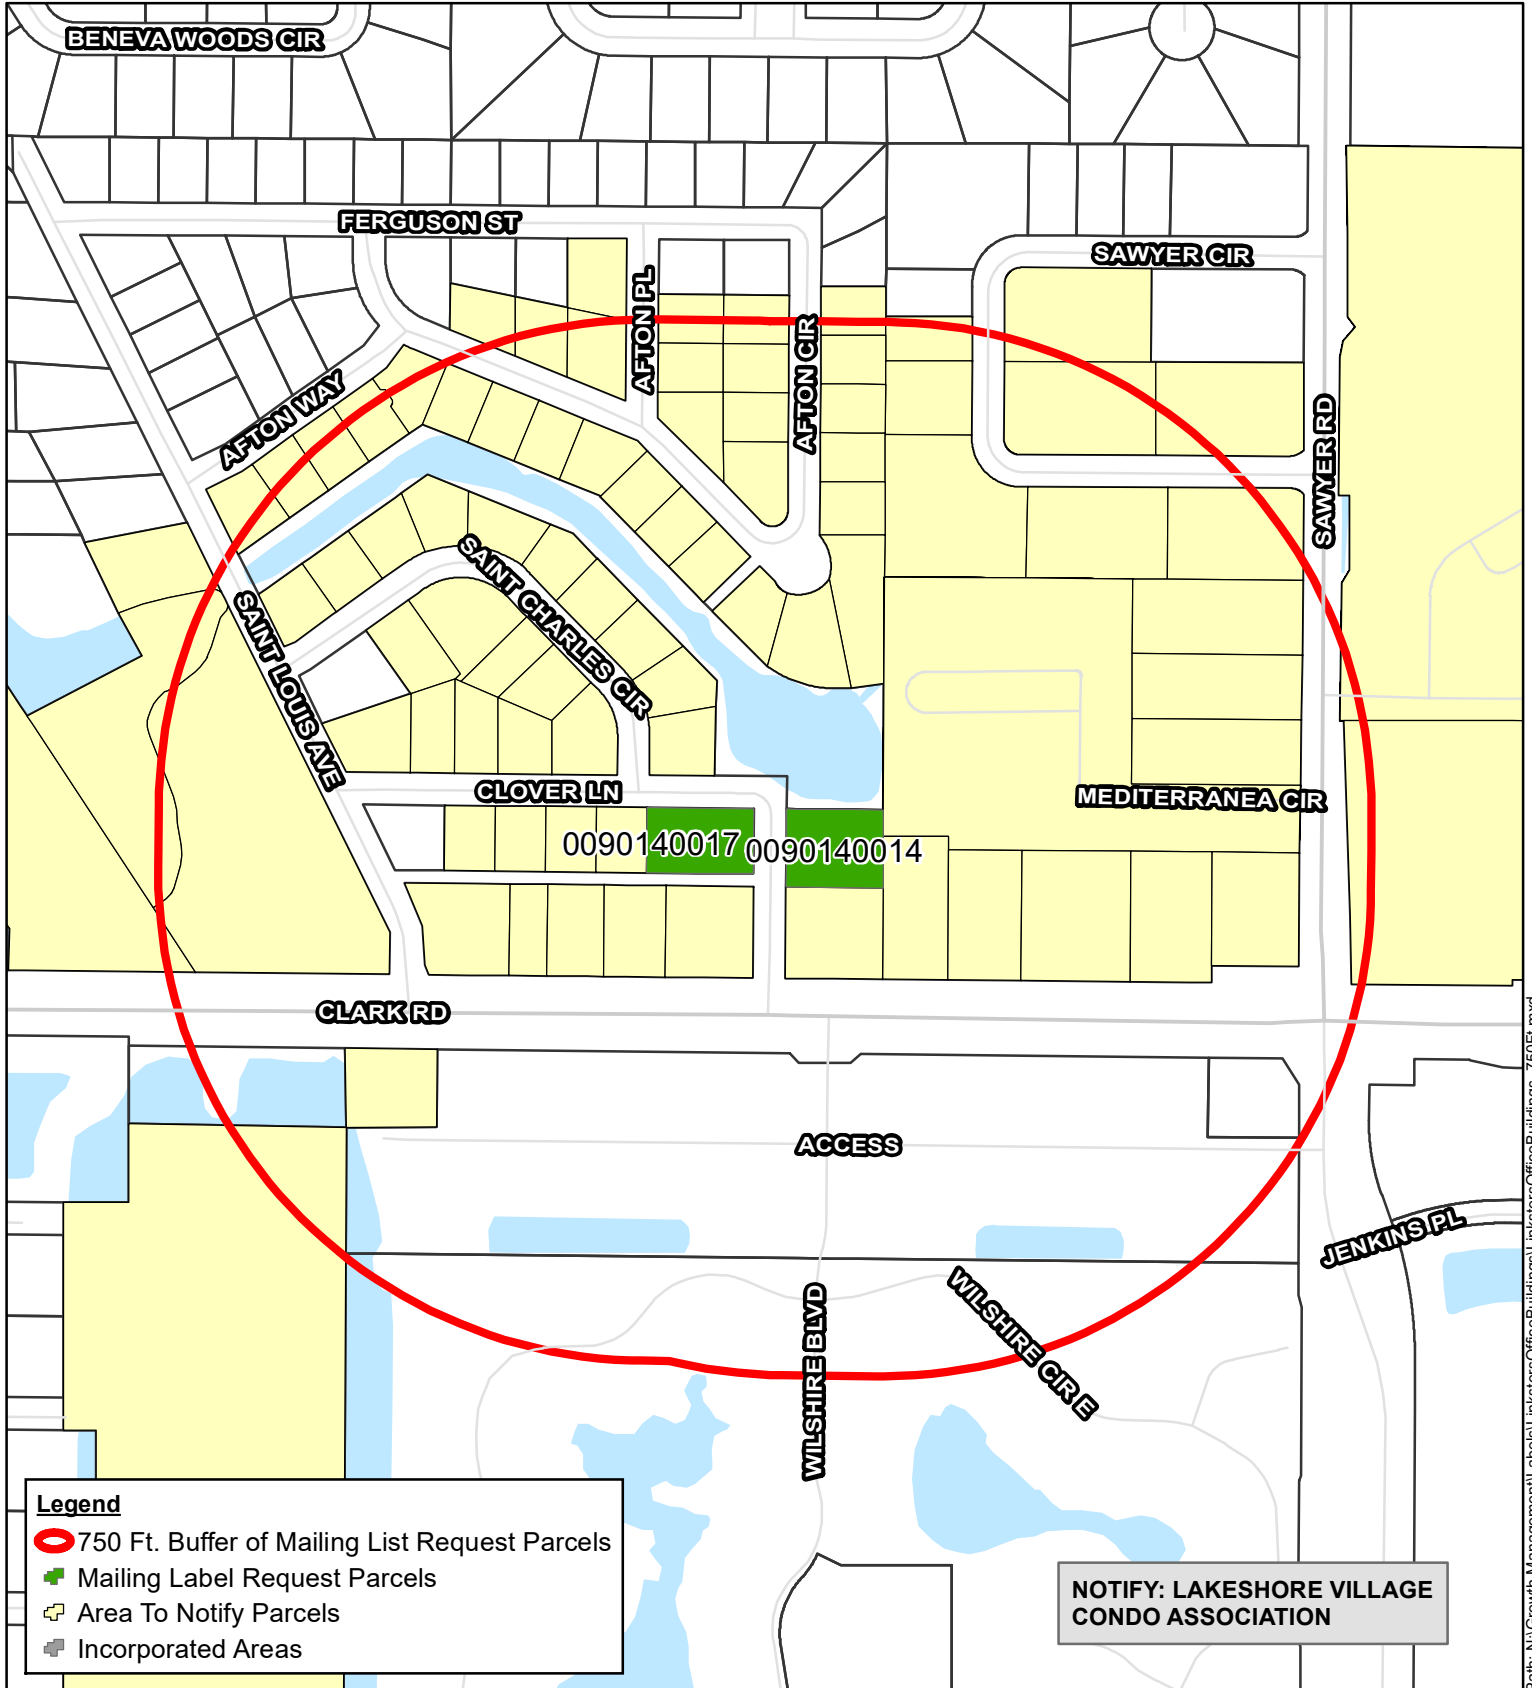 BENEVA WOODS CIR
FERGUSON ST
SAWYER CIR
AFTON PL
AFTON CIR
AFTON WAY
SAWYER RD
SAINT CHARLES CIR
SAINT LOUIS AVE
CLOVER LN
MEDITERRANEA CIR
0090140017
0090140014
CLARK RD
ACCESS
JENKINS PL
WILSHIRE BLVD
WILSHIRE CIR E
Legend
750 Ft. Buffer of Mailing List Request Parcels
Mailing Label Request Parcels
Area To Notify Parcels
Incorporated Areas
NOTIFY: LAKESHORE VILLAGE
CONDO ASSOCIATION